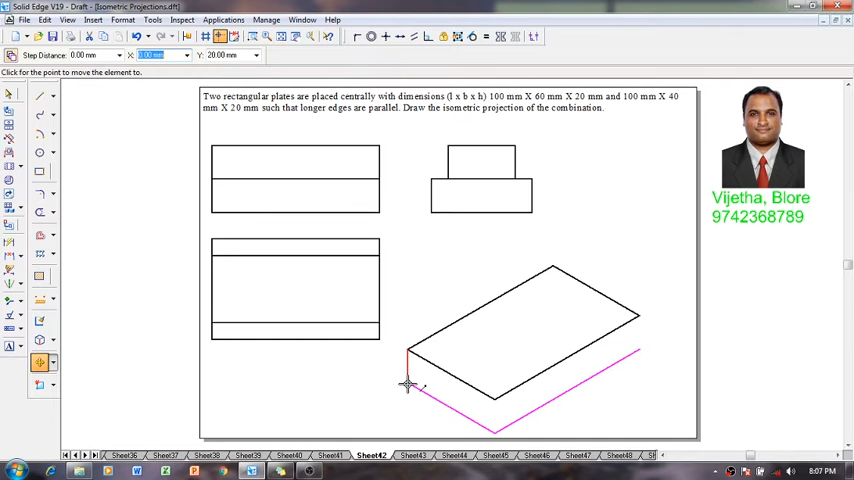 Solid Edge V19 - Draft - [Isometric Projections.dft]
File Edit View Insert Format Tools Inspect Applications Manage Window Help
Step Distance: 0.00 mm X: 0.00 mm Y: 20.00 mm
Click for the point to move the element to.
Two rectangular plates are placed centrally with dimensions (l x b x h) 100 mm X 60 mm X 20 mm and 100 mm X 40
mm X 20 mm such that longer edges are parallel. Draw the isometric projection of the combination.
Vijetha, Blore
9742368789
Sheet36 Sheet37 Sheet38 Sheet39 Sheet40 Sheet41 Sheet42 Sheet43 Sheet44 Sheet45 Sheet46 Sheet47 Sheet48 Sh
8:07 PM